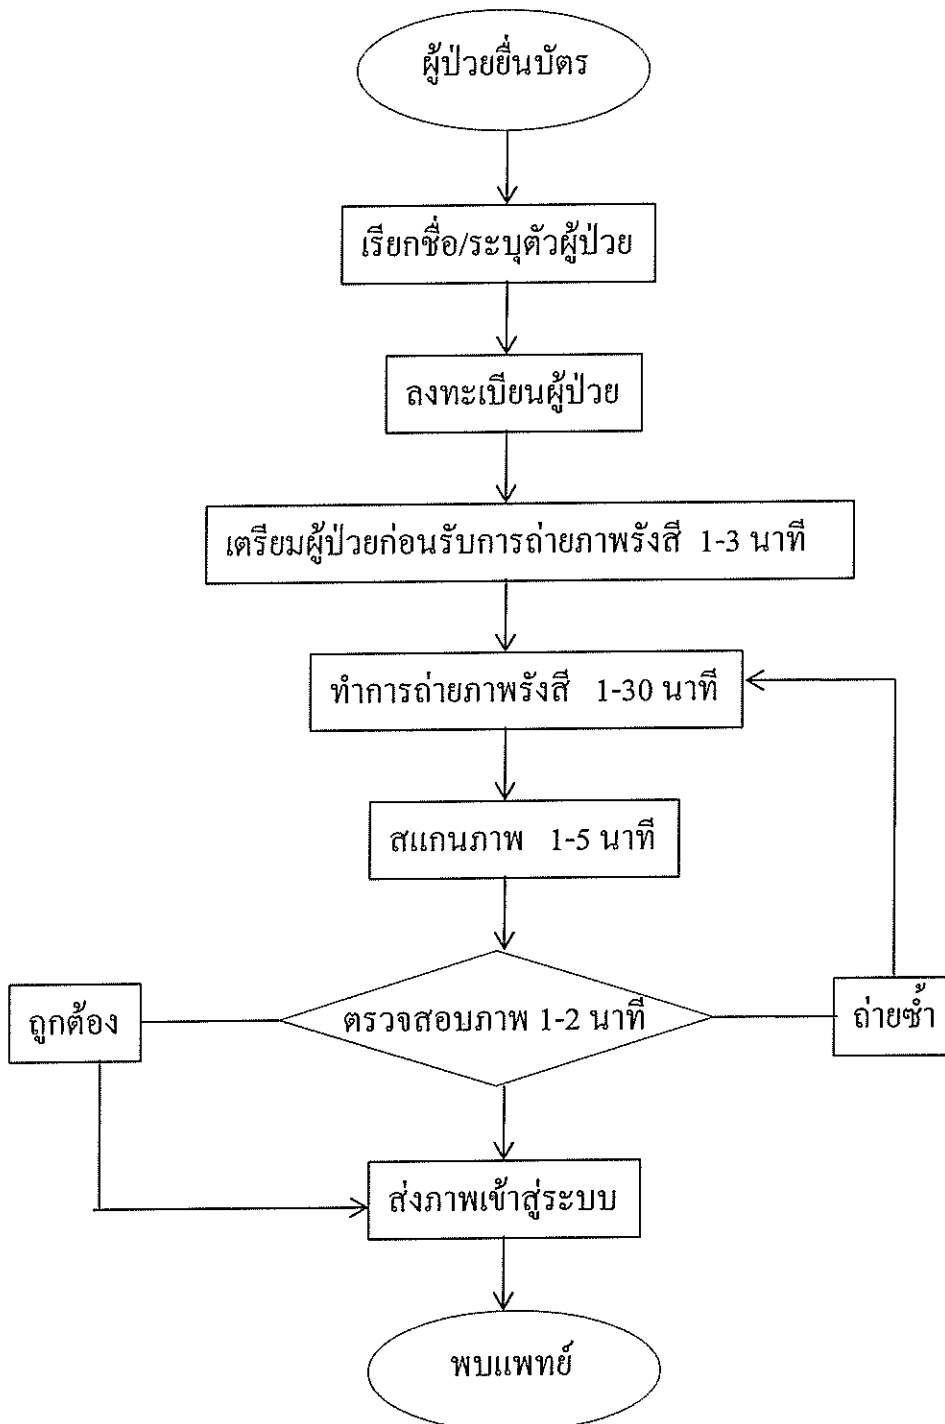 ผู้ป่วยยื่นบัตร
เรียกชื่อ/ระบุตัวผู้ป่วย
ลงทะเบียนผู้ป่วย
เตรียมผู้ป่วยก่อนรับการถ่ายภาพรังสี 1-3 นาที
ทำการถ่ายภาพรังสี 1-30 นาที
สแกนภาพ 1-5 นาที
ถูกต้อง
ตรวจสอบภาพ 1-2 นาที
ถ่ายซ้ำ
ส่งภาพเข้าสู่ระบบ
พบแพทย์